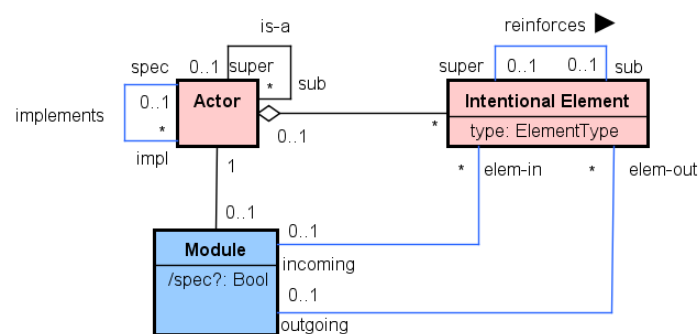 is-a
reinforces
spec
0..1
super
super
0..1
0..1
sub
0..1
*
sub
Actor
Intentional Element
implements
*
0..1
*
type: ElementType
impl
1
*
elem-in
*
elem-out
0..1
0..1
Module
incoming
/spec?: Bool
0..1
outgoing